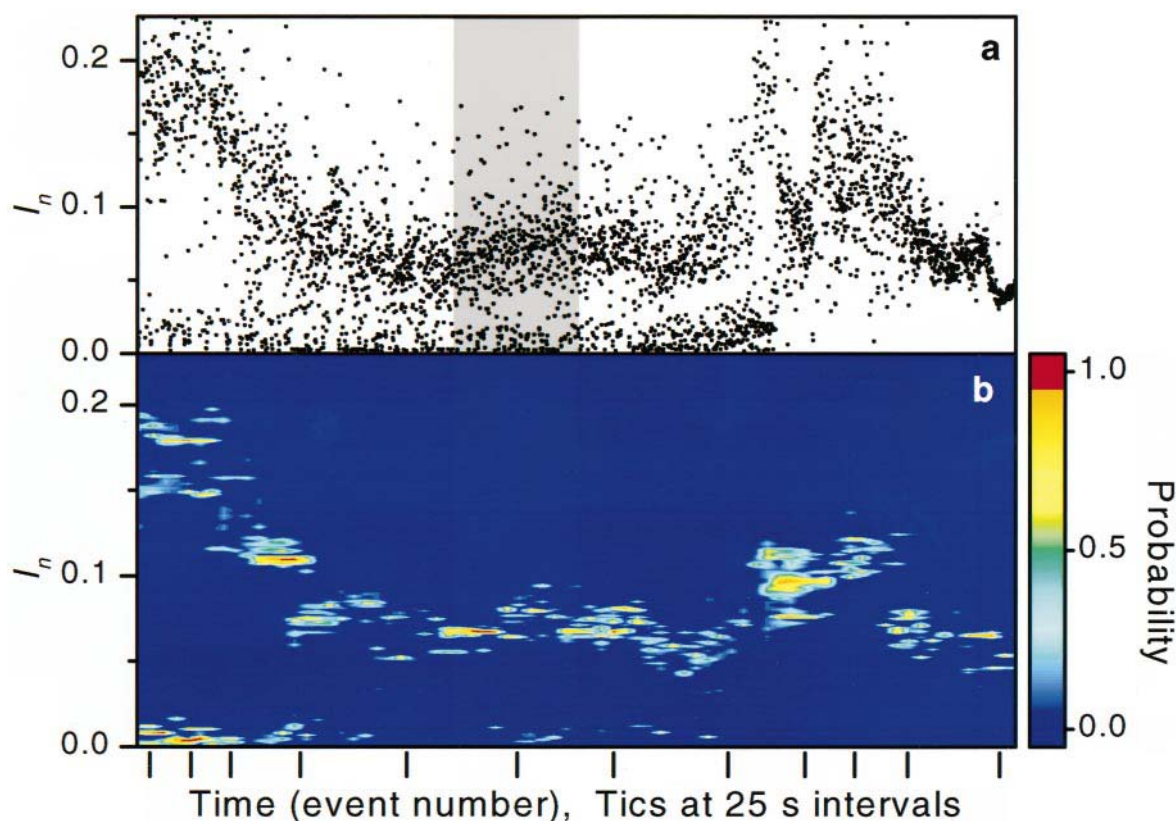 a
0.2
I_n 0.1
0.0
b
0.2
I_n 0.1
0.0
1.0
0.5
0.0
Probability
Time (event number), Tics at 25 s intervals